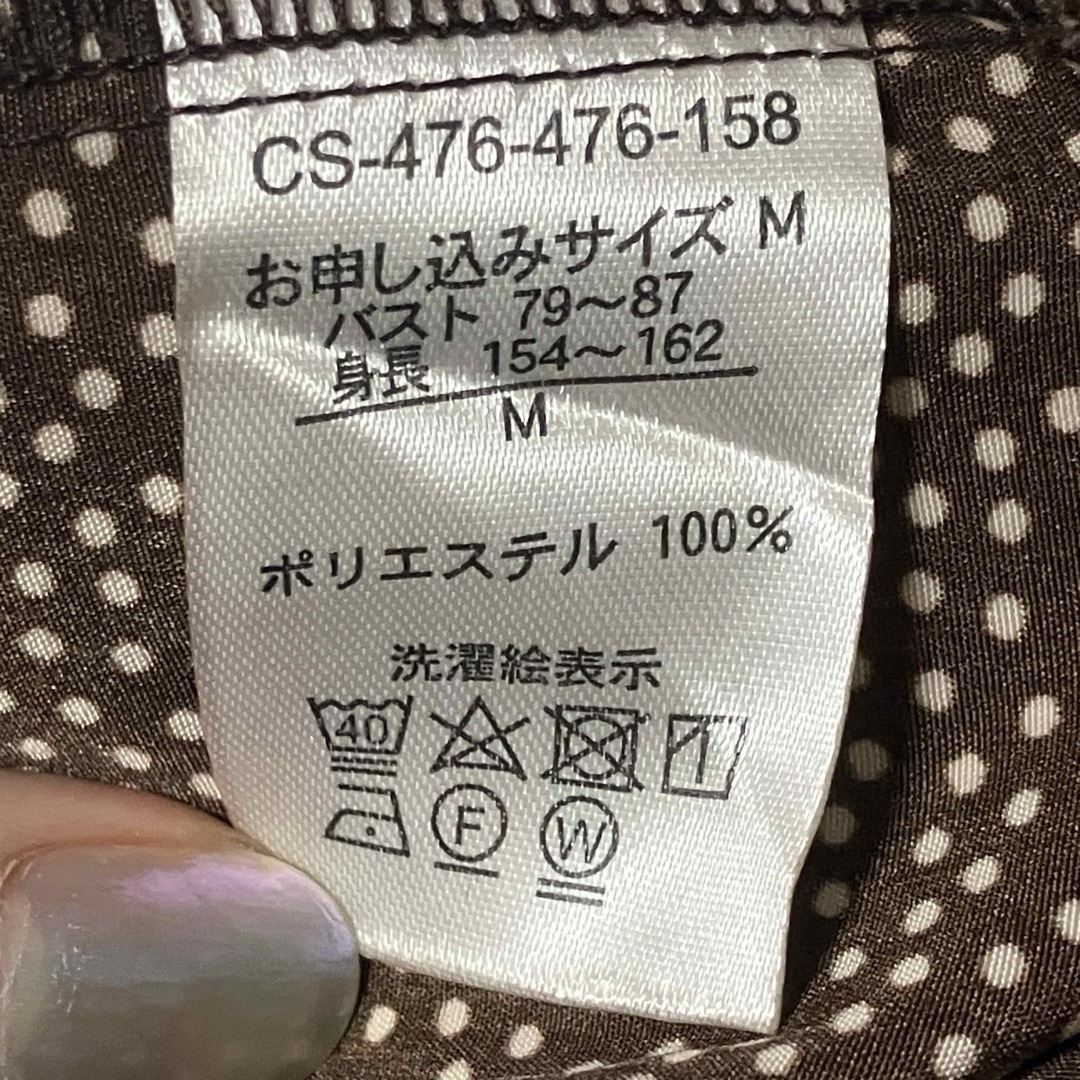 CS-476-476-158
お申し込みサイズ M
バスト 79～87
身長 154～162
M
ポリエステル 100%
洗濯絵表示
40
F
W